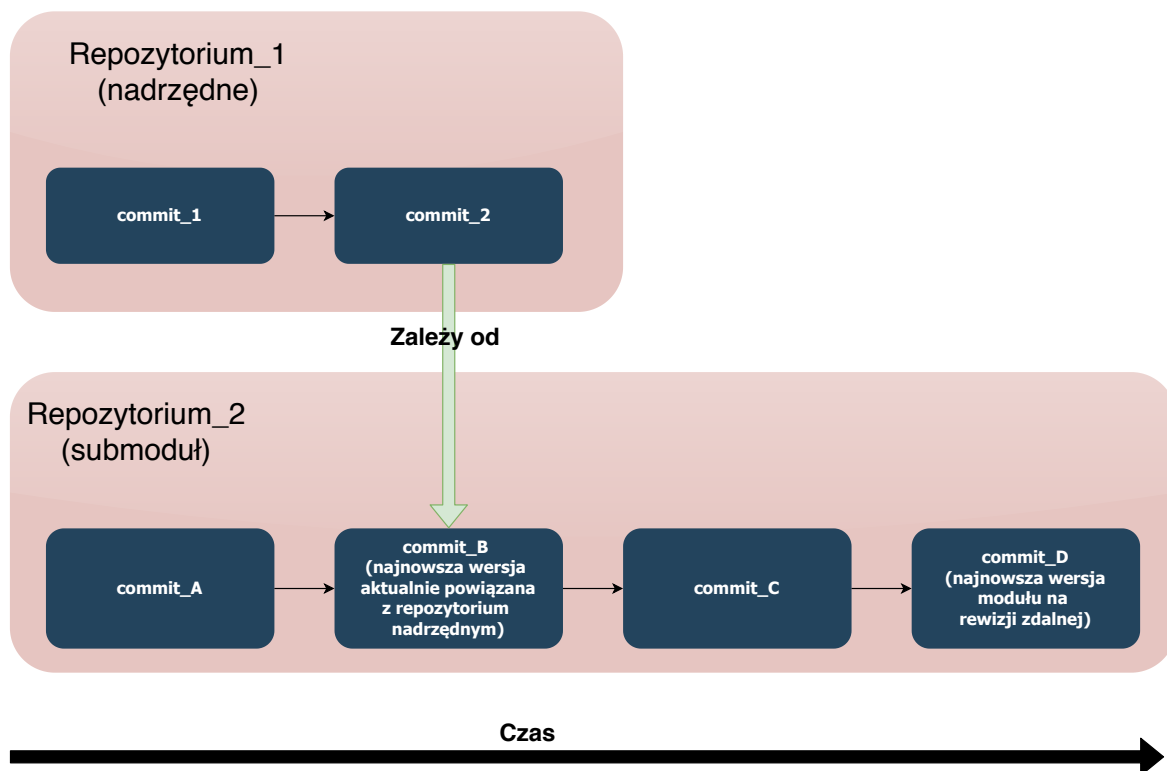 Repozytorium_1
(nadrzędne)
commit_1
commit_2
Zależy od
Repozytorium_2
(submoduł)
commit_A
commit_B
(najnowsza wersja
aktualnie powiązana
z repozytorium
nadrzędnym)
commit_C
commit_D
(najnowsza wersja
modułu na
rewizji zdalnej)
Czas